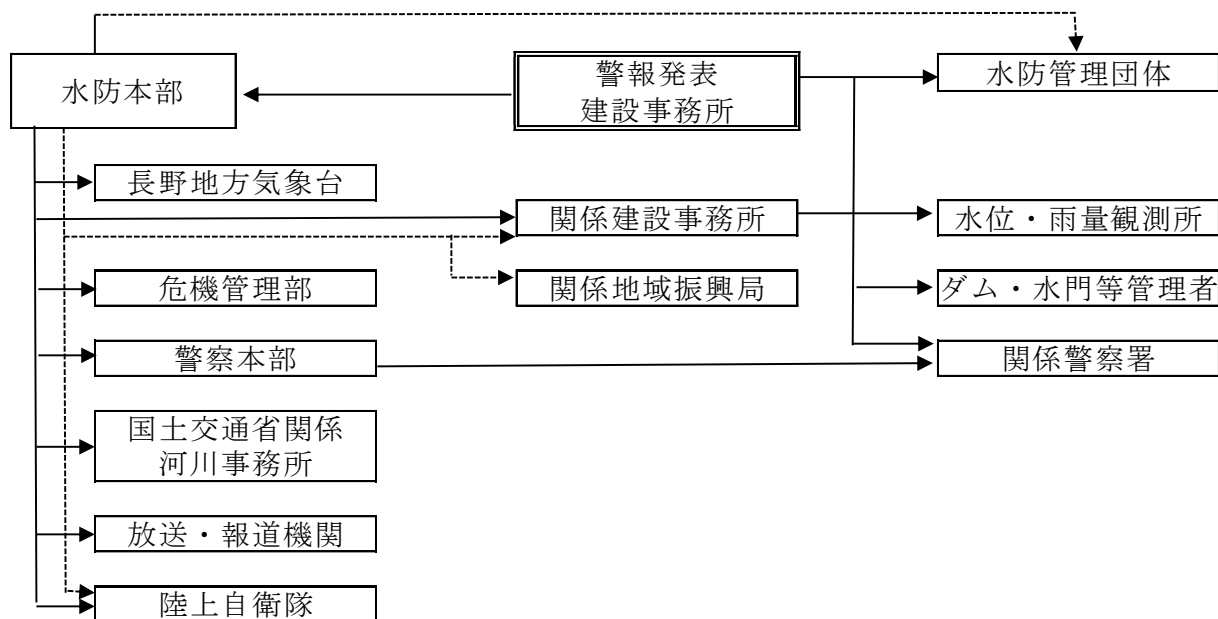 水防本部
警報発表
建設事務所
水防管理団体
長野地方気象台
関係建設事務所
水位・雨量観測所
危機管理部
関係地域振興局
ダム・水門等管理者
警察本部
関係警察署
国土交通省関係
河川事務所
放送・報道機関
陸上自衛隊